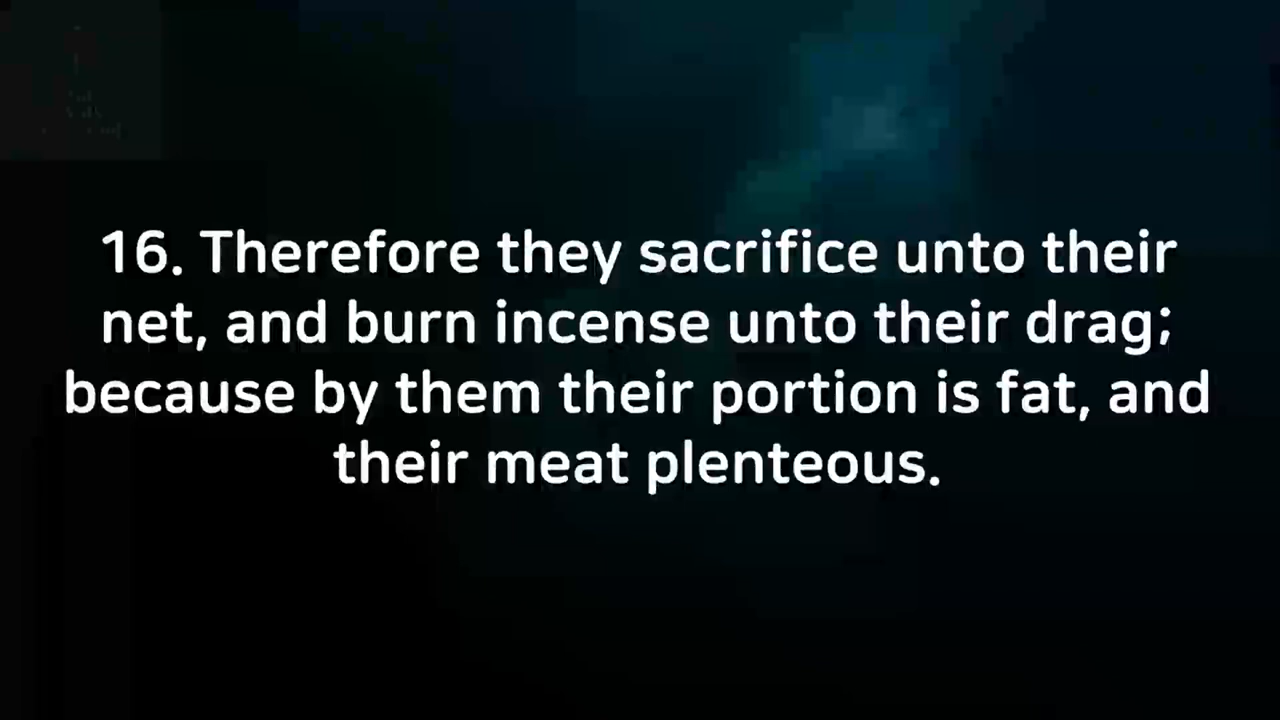 16. Therefore they sacrifice unto their
net, and burn incense unto their drag;
because by them their portion is fat, and
their meat plenteous.